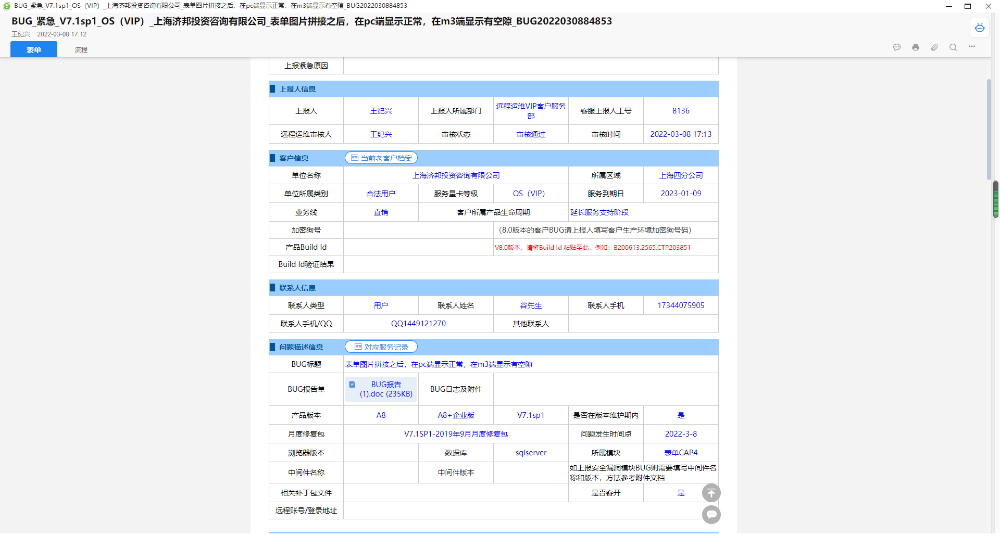 BUG_紧急_V7.1sp1_OS（VIP）_上海济邦投资咨询有限公司_表单图片拼接之后，在pc端显示正常，在m3端显示有空隙_BUG2022030884853
BUG_紧急_V7.1sp1_OS（VIP）_上海济邦投资咨询有限公司_表单图片拼接之后，在pc端显示正常，在m3端显示有空隙_BUG2022030884853
王纪兴 2022-03-08 17:12
表单 流程
上报紧急原因
上报人信息
上报人 王纪兴 上报人所属部门 远程运维VIP客户服务部 客服上报人工号 8136
远程运维审核人 王纪兴 审核状态 审核通过 审核时间 2022-03-08 17:13
客户信息 当前老客户档案
单位名称 上海济邦投资咨询有限公司 所属区域 上海四分公司
单位所属类别 合法用户 服务星卡等级 OS（VIP） 服务到期日 2023-01-09
业务线 直销 客户所属产品生命周期 延长服务支持阶段
加密狗号 （8.0版本的客户BUG请上报人填写客户生产环境加密狗号码）
产品Build Id V8.0版本，请将Build Id 粘贴至此，例如：B200613.2565.CTP203851
Build Id验证结果
联系人信息
联系人类型 用户 联系人姓名 谷先生 联系人手机 17344075905
联系人手机/QQ QQ1449121270 其他联系人
问题描述信息 对应服务记录
BUG标题 表单图片拼接之后，在pc端显示正常，在m3端显示有空隙
BUG报告单 BUG报告(1).doc (235KB) BUG日志及附件
产品版本 A8 A8+企业版 V7.1sp1 是否在版本维护期内 是
月度修复包 V7.1SP1-2019年9月月度修复包 问题发生时间点 2022-3-8
浏览器版本 数据库 sqlserver 所属模块 表单CAP4
中间件名称 中间件版本 如上报安全漏洞模块BUG则需要填写中间件名称和版本，方法参考附件文档
相关补丁包文件 是否客开 是
远程账号/登录地址